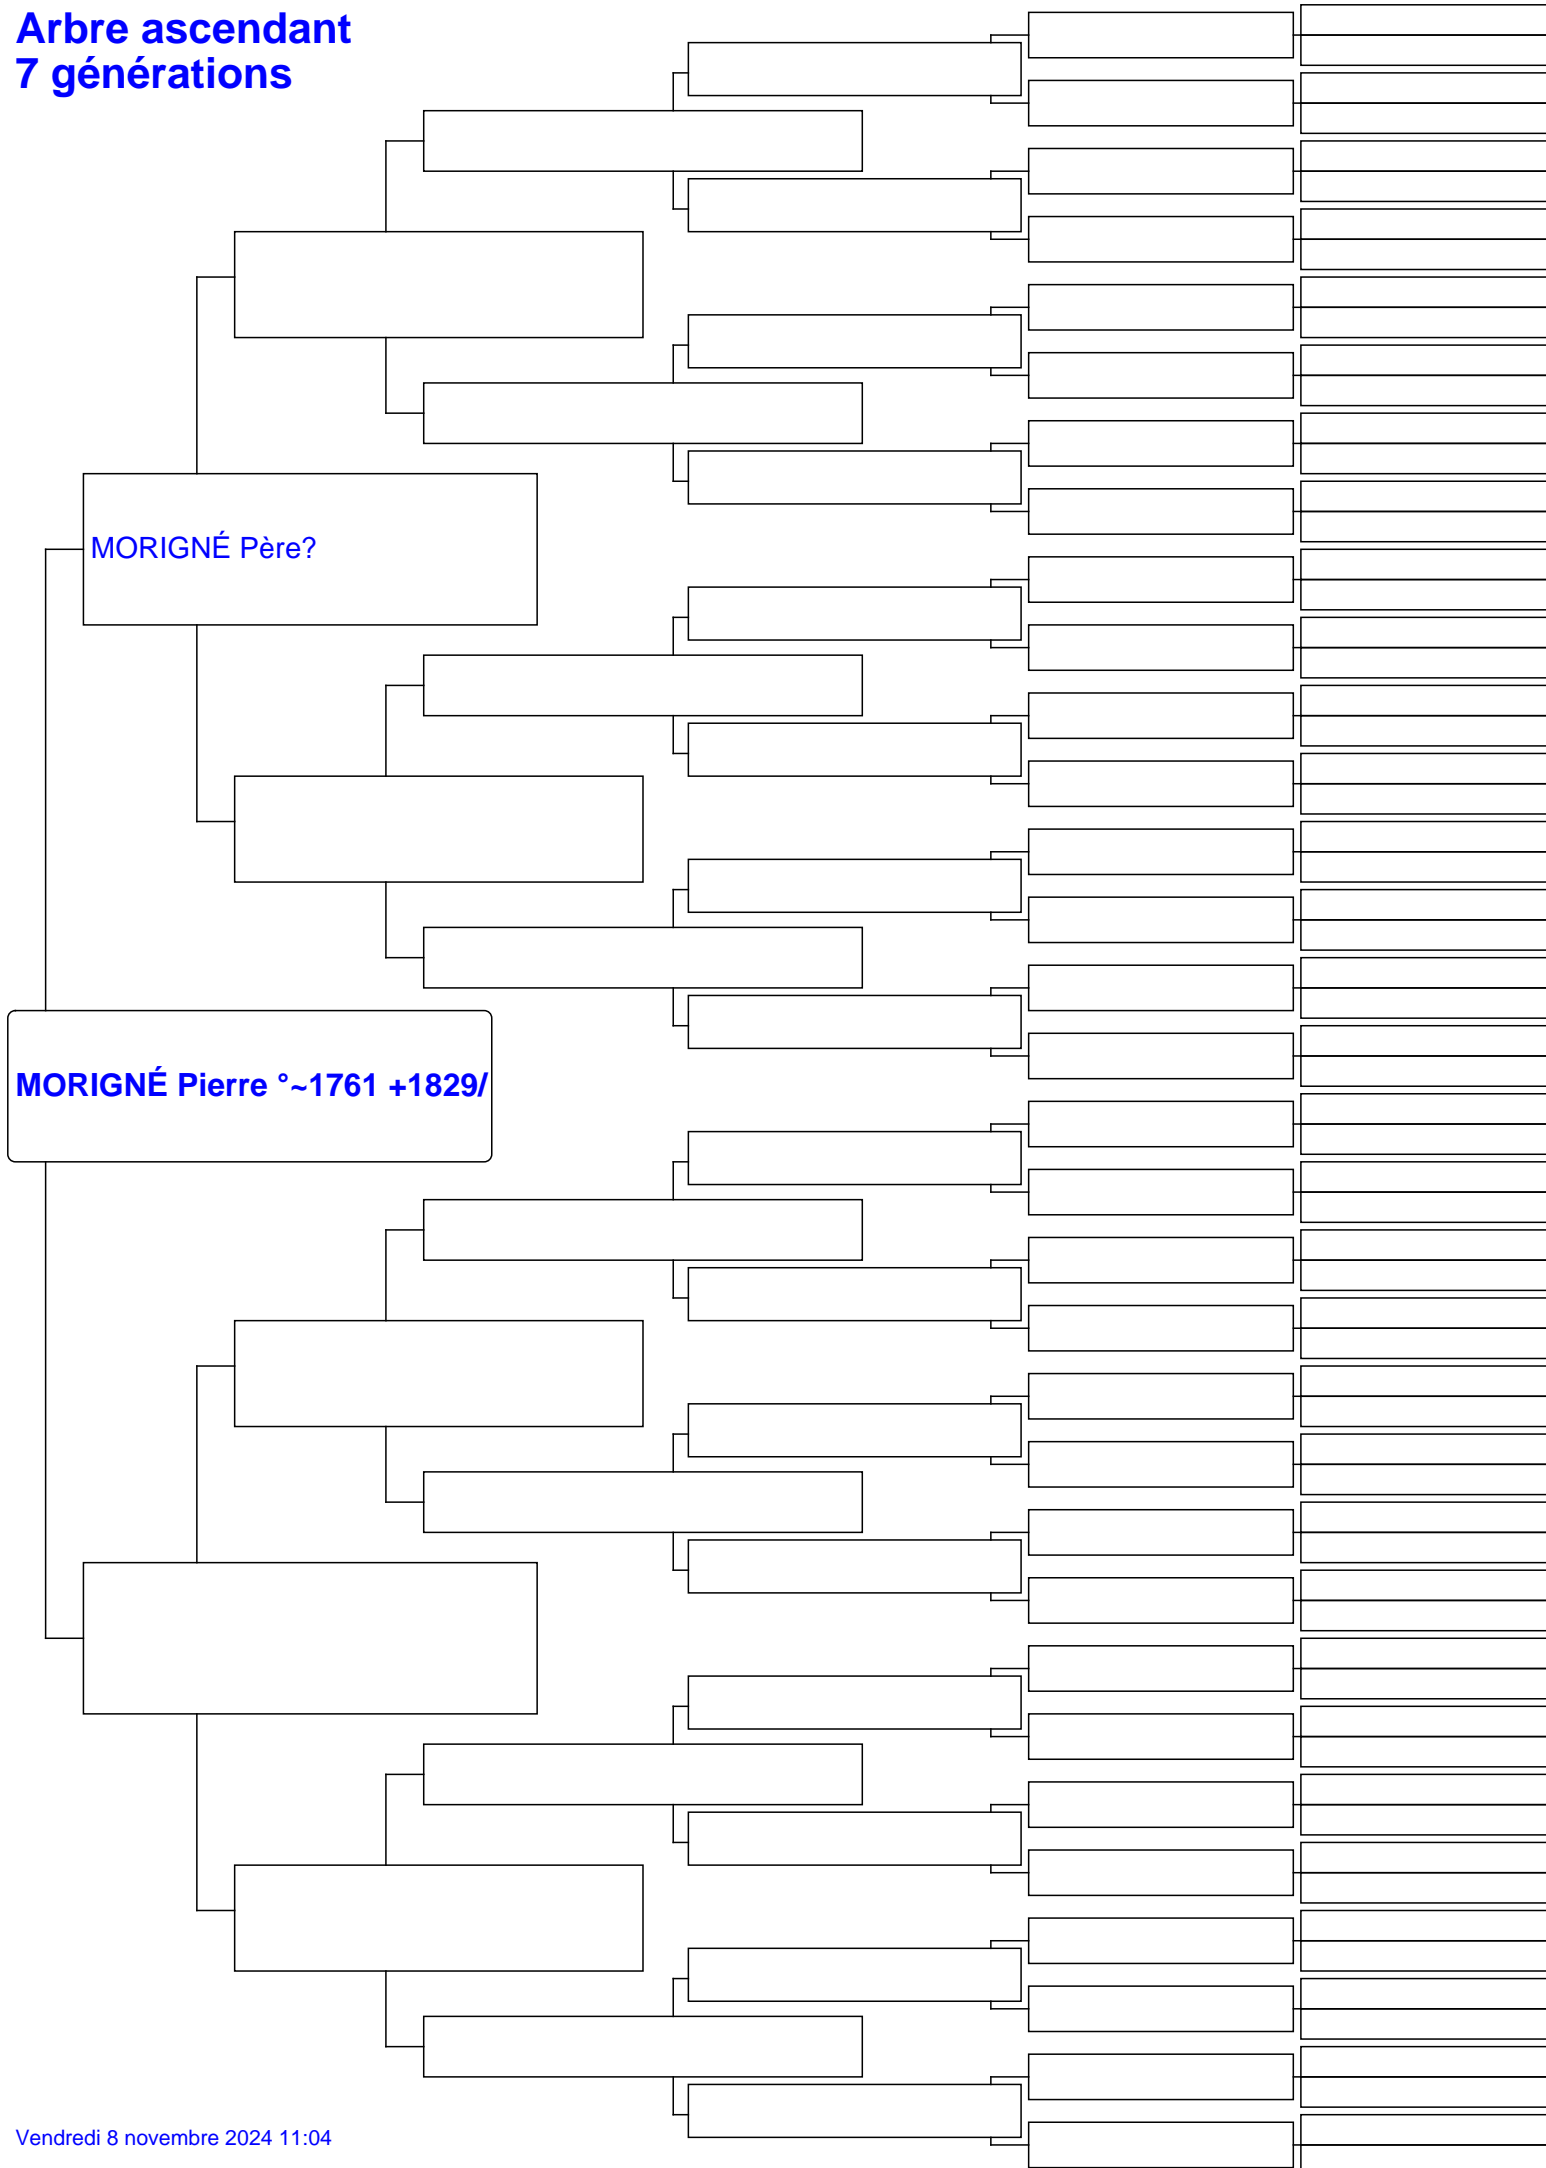 Arbre ascendant
7 générations
MORIGNÉ Père?
MORIGNÉ Pierre °~1761 +1829/
Vendredi 8 novembre 2024 11:04